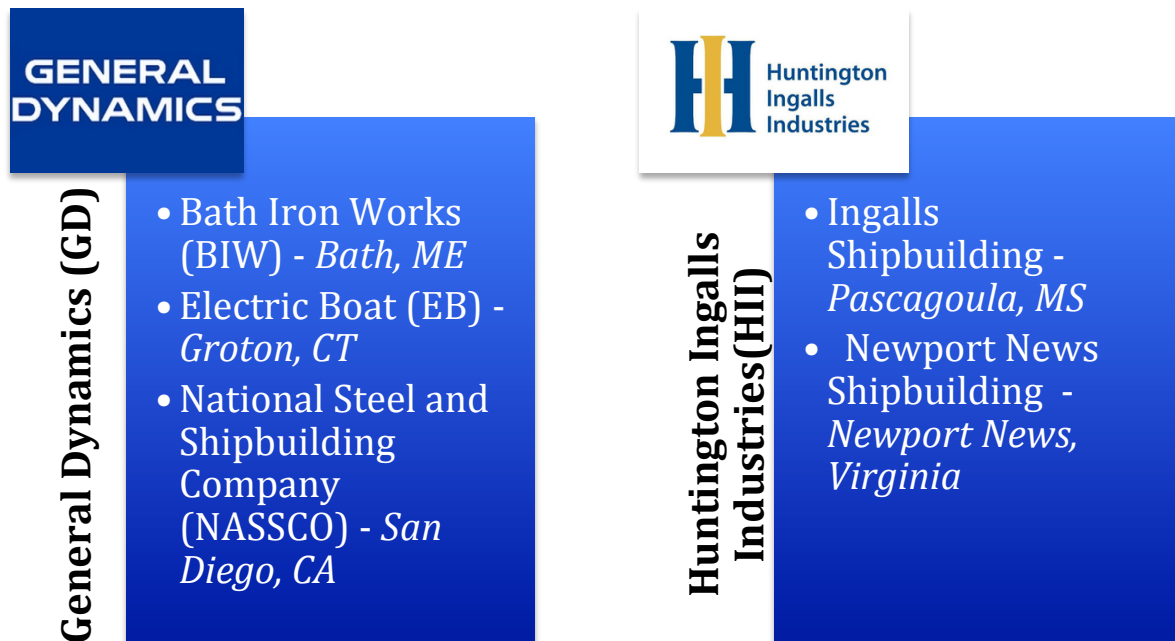 GENERAL
DYNAMICS
General Dynamics (GD)
• Bath Iron Works
(BIW) - Bath, ME
• Electric Boat (EB) -
Groton, CT
• National Steel and
Shipbuilding
Company
(NASSCO) - San
Diego, CA
Huntington
Ingalls
Industries
Huntington Ingalls
Industries(HII)
• Ingalls
Shipbuilding -
Pascagoula, MS
• Newport News
Shipbuilding -
Newport News,
Virginia